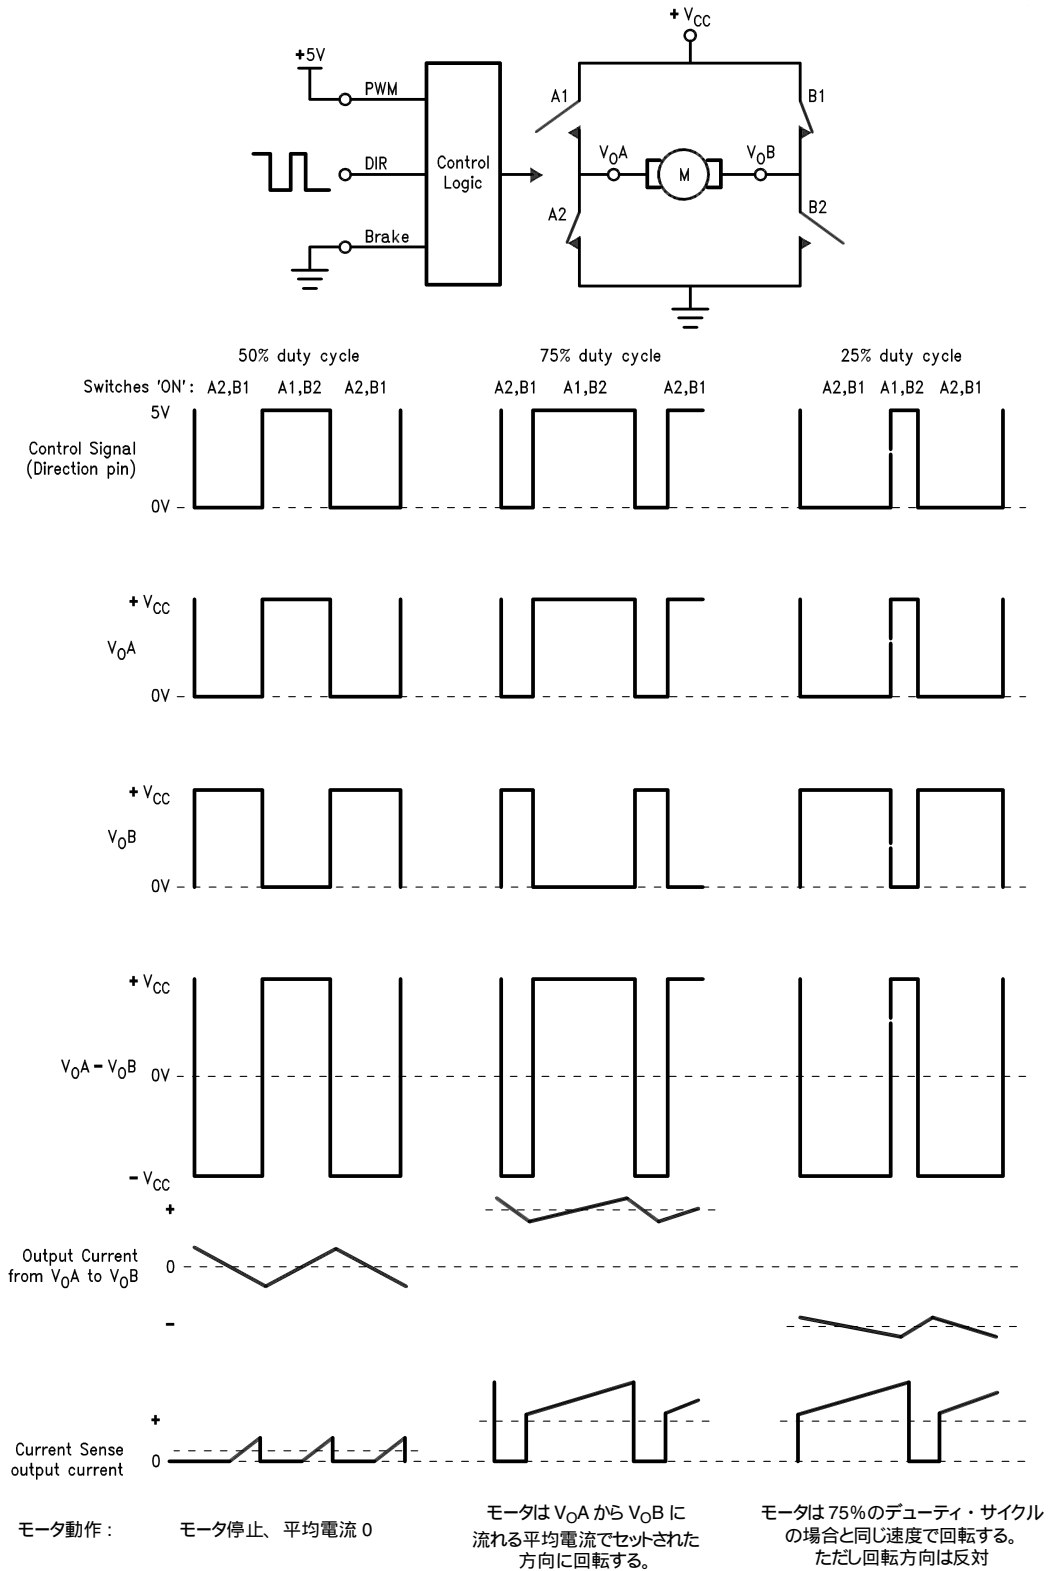 + VCC
+5V
PWM
A1
B1
VOA
VOB
DIR
Control
Logic
M
A2
B2
Brake
50% duty cycle
75% duty cycle
25% duty cycle
Switches 'ON': A2,B1 A1,B2 A2,B1 A2,B1 A1,B2 A2,B1 A2,B1 A1,B2 A2,B1
5V
Control Signal
(Direction pin)
0V
+ VCC
VOA
0V
+ VCC
VOB
0V
+ VCC
VOA – VOB 0V
– VCC
+
Output Current
from VOA to VOB
0
–
+
Current Sense
output current
0
モータ動作 :
モータ停止、平均電流 0
モータは VOA から VOB に
流れる平均電流でセットされた
方向に回転する。
モータは 75%のデューティ・サイクル
の場合と同じ速度で回転する。
ただし回転方向は反対